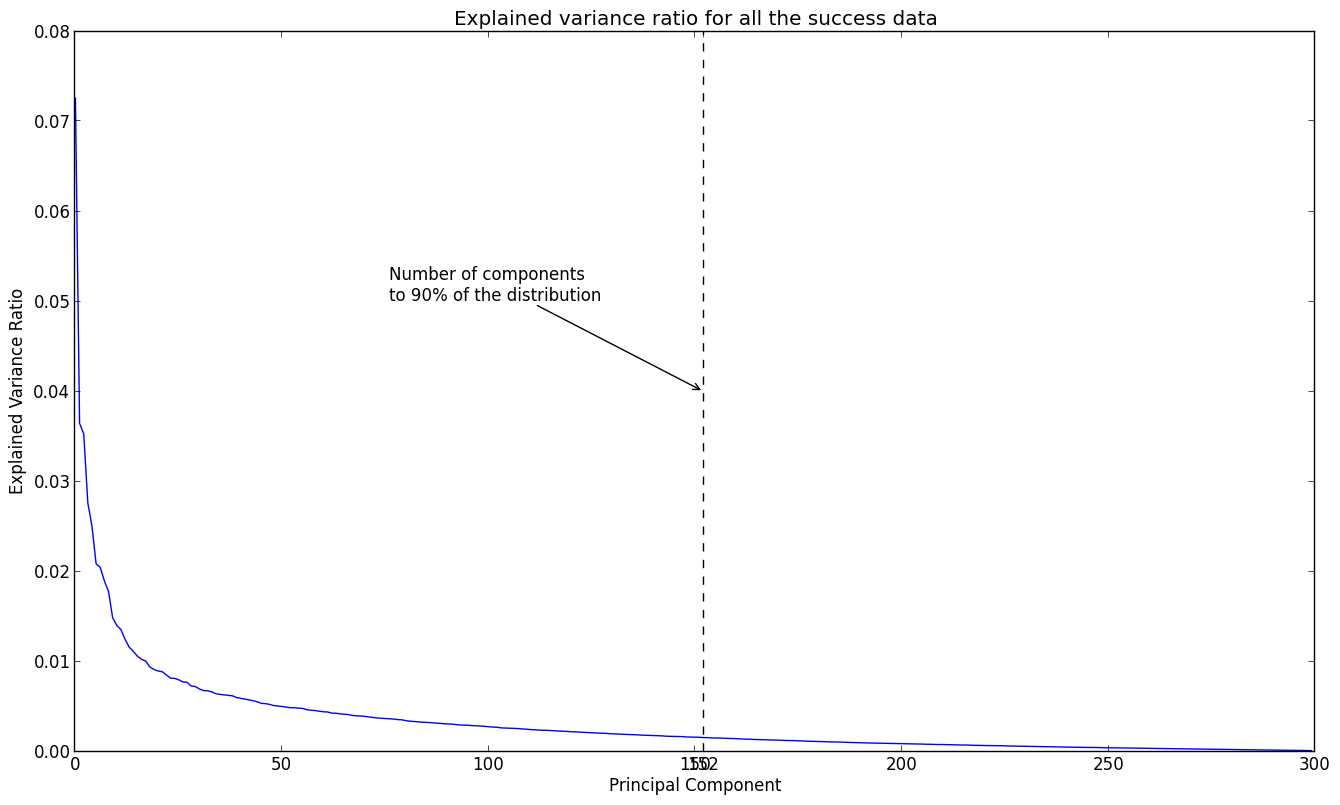 Explained variance ratio for all the success data
0.08
0.07
0.06
0.05
0.04
0.03
0.02
0.01
0.00
Explained Variance Ratio
Number of components
to 90% of the distribution
0 50 100 150 152 200 250 300
Principal Component